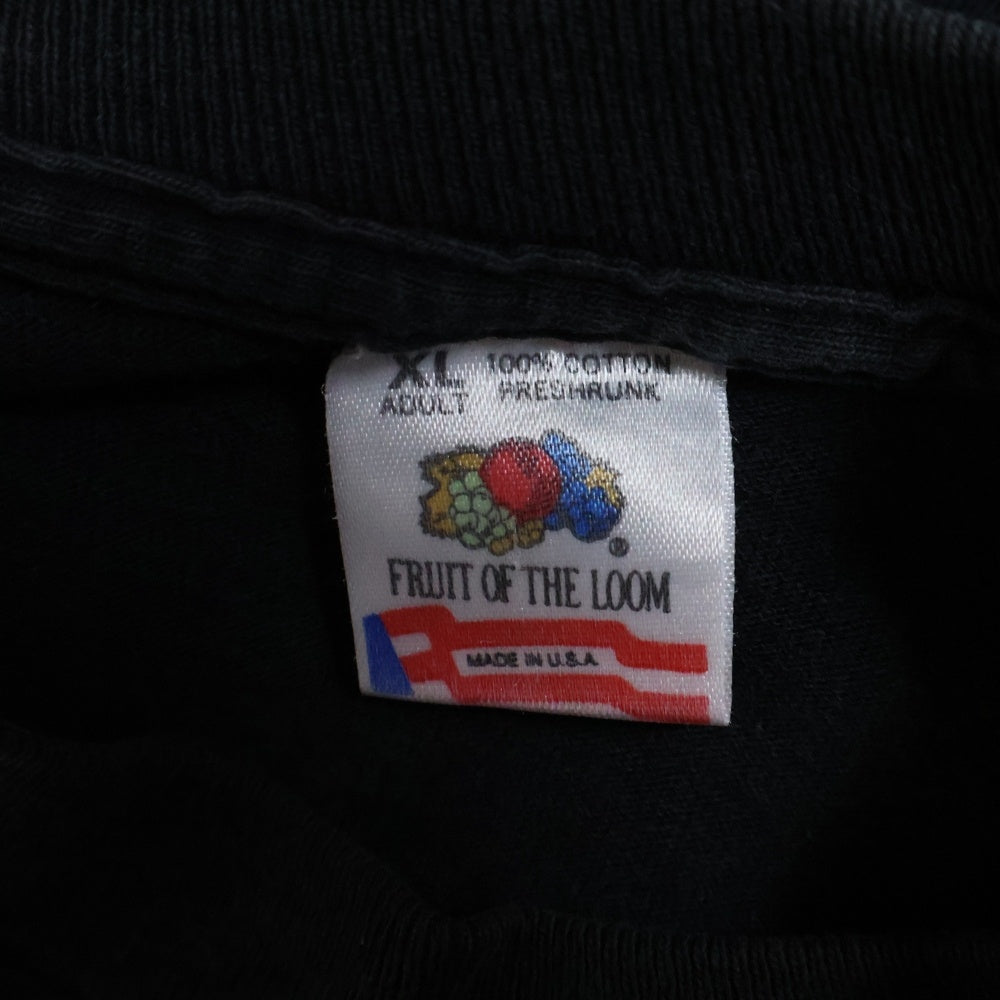 XL 100% COTTON
ADULT PRESHRUNK
®
FRUIT OF THE LOOM
MADE IN U.S.A.